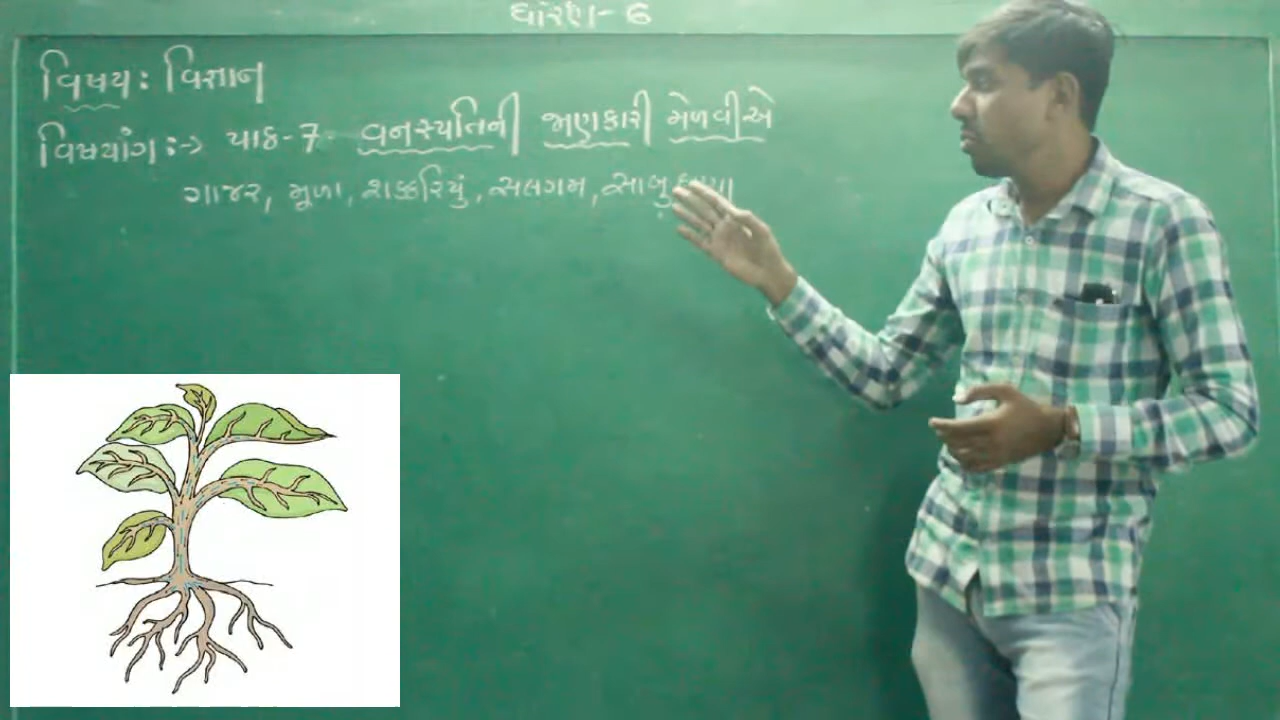 ધોરણ- 6
વિષય: વિજ્ઞાન
વિષયાંગ :-> પાઠ-7 વનસ્પતિની જાણકારી મેળવીએ
ગાજર, મૂળા, શક્કરિયું, સલગમ, સાબુ